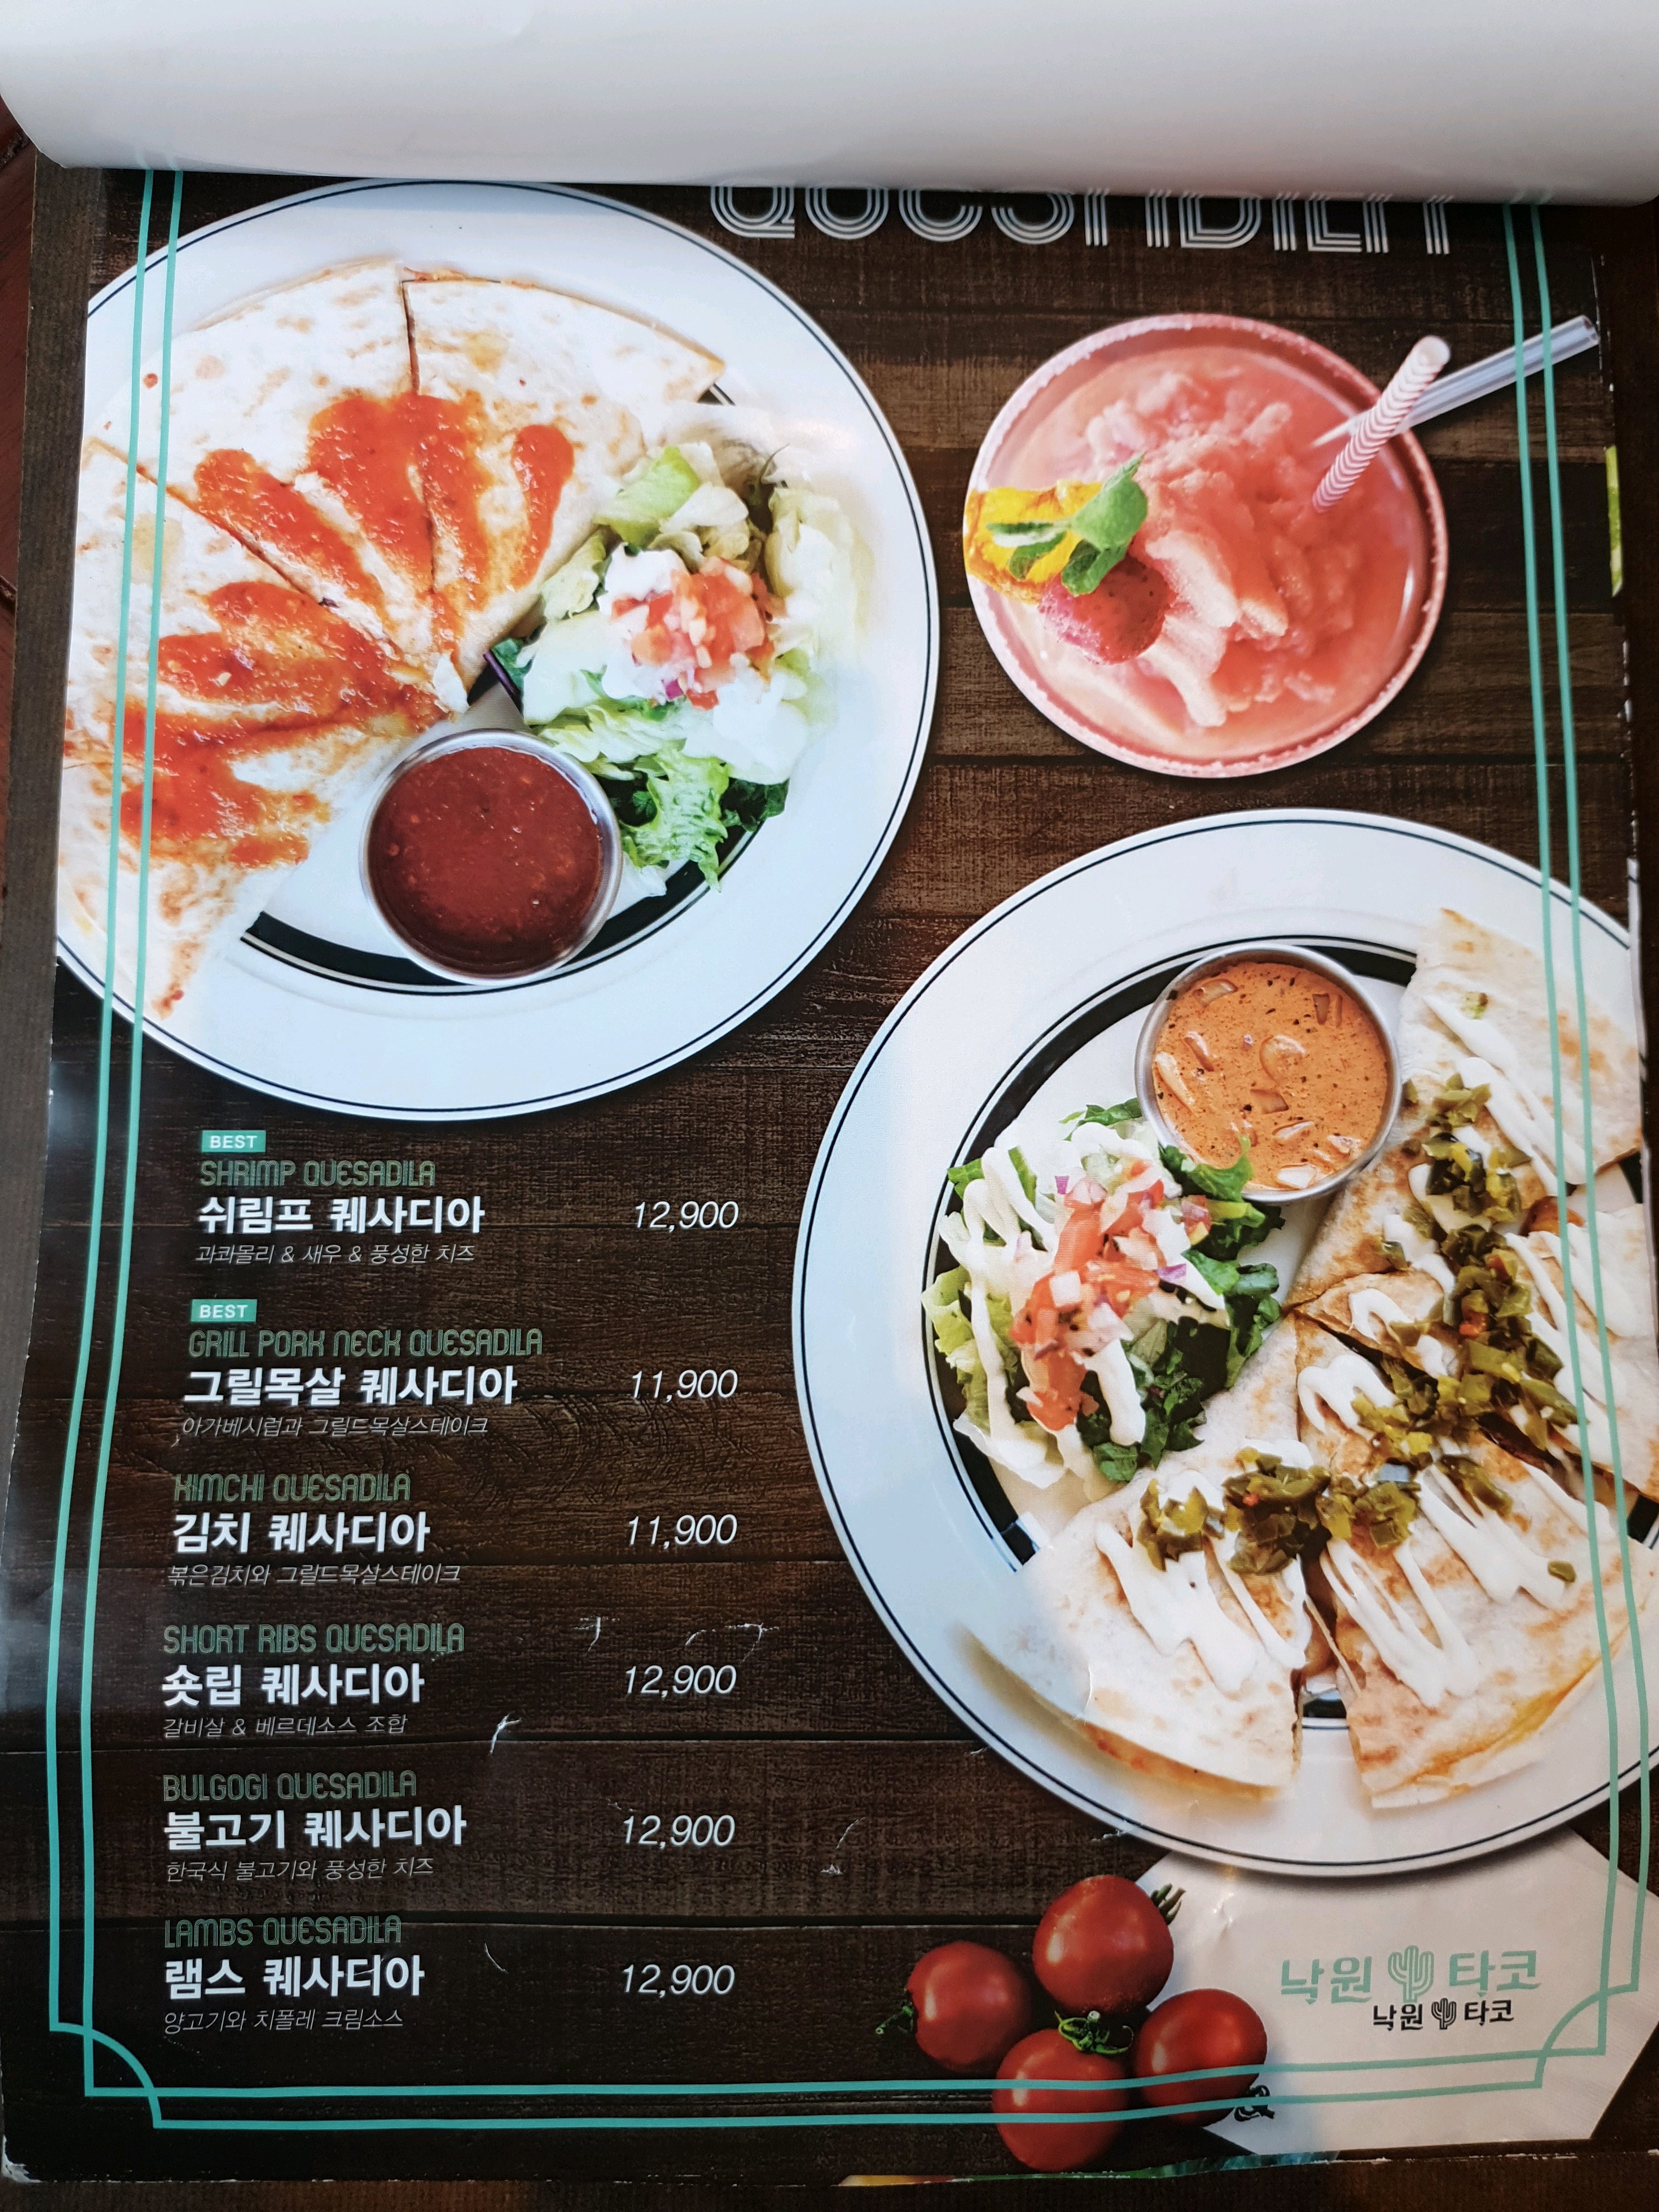 BEST
SHRIMP QUESADILA
쉬림프 퀘사디아 12,900
과콰몰리 & 새우 & 풍성한 치즈
BEST
GRILL PORK NECK QUESADILA
그릴목살 퀘사디아 11,900
아가베시럽과 그릴드목살스테이크
KIMCHI QUESADILA
김치 퀘사디아 11,900
볶은김치와 그릴드목살스테이크
SHORT RIBS QUESADILA
숏립 퀘사디아 12,900
갈비살 & 베르데소스 조합
BULGOGI QUESADILA
불고기 퀘사디아 12,900
한국식 불고기와 풍성한 치즈
LAMBS QUESADILA
램스 퀘사디아 12,900
양고기와 치폴레 크림소스
낙원 타코
낙원 타코